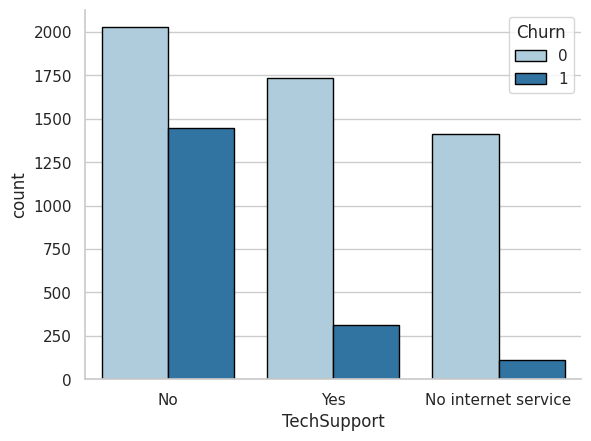 2000
1750
1500
1250
1000
750
500
250
0
count
Churn
0
1
No
Yes
No internet service
TechSupport